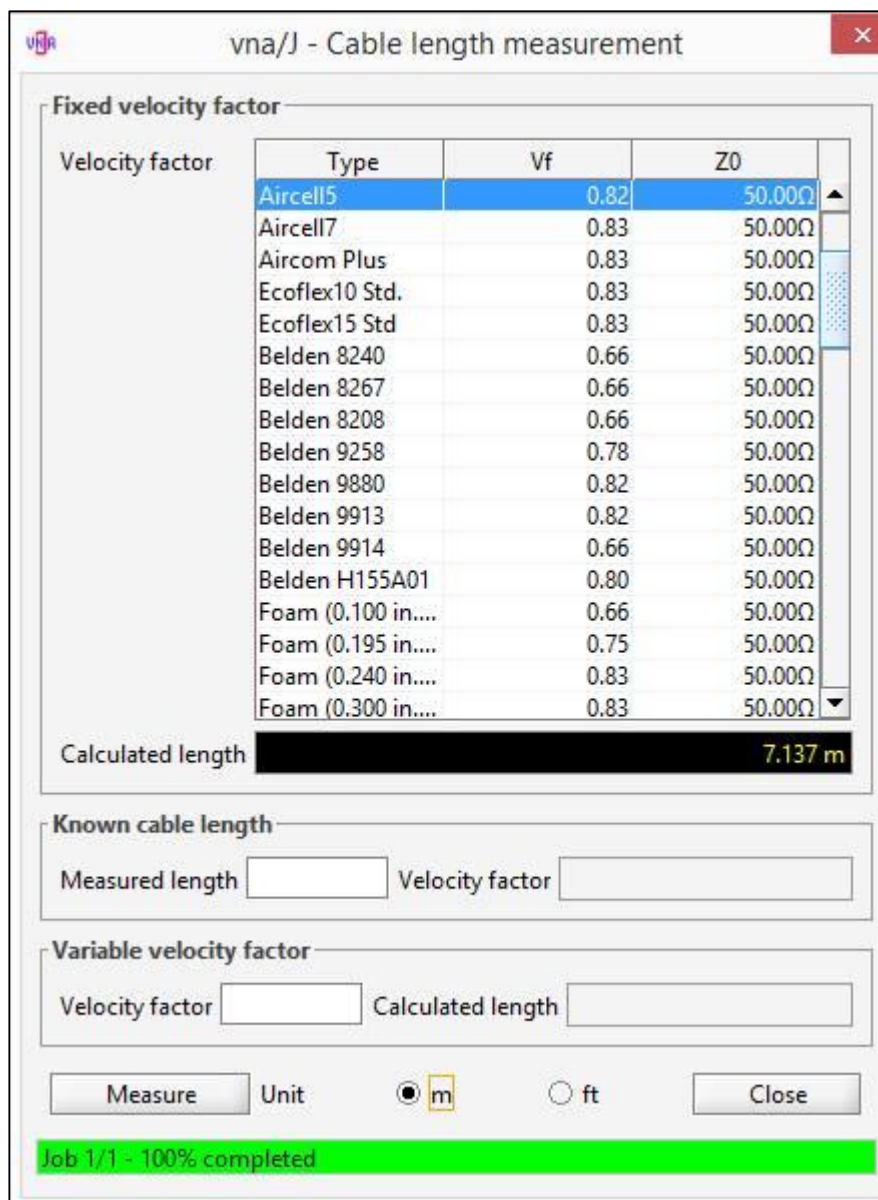 VNA
vna/J - Cable length measurement
Fixed velocity factor
Velocity factor
Type Vf Z0
Aircell5 0.82 50.00Ω
Aircell7 0.83 50.00Ω
Aircom Plus 0.83 50.00Ω
Ecoflex10 Std. 0.83 50.00Ω
Ecoflex15 Std 0.83 50.00Ω
Belden 8240 0.66 50.00Ω
Belden 8267 0.66 50.00Ω
Belden 8208 0.66 50.00Ω
Belden 9258 0.78 50.00Ω
Belden 9880 0.82 50.00Ω
Belden 9913 0.82 50.00Ω
Belden 9914 0.66 50.00Ω
Belden H155A01 0.80 50.00Ω
Foam (0.100 in.... 0.66 50.00Ω
Foam (0.195 in.... 0.75 50.00Ω
Foam (0.240 in.... 0.83 50.00Ω
Foam (0.300 in.... 0.83 50.00Ω
Calculated length 7.137 m
Known cable length
Measured length Velocity factor
Variable velocity factor
Velocity factor Calculated length
Measure Unit m ft Close
Job 1/1 - 100% completed